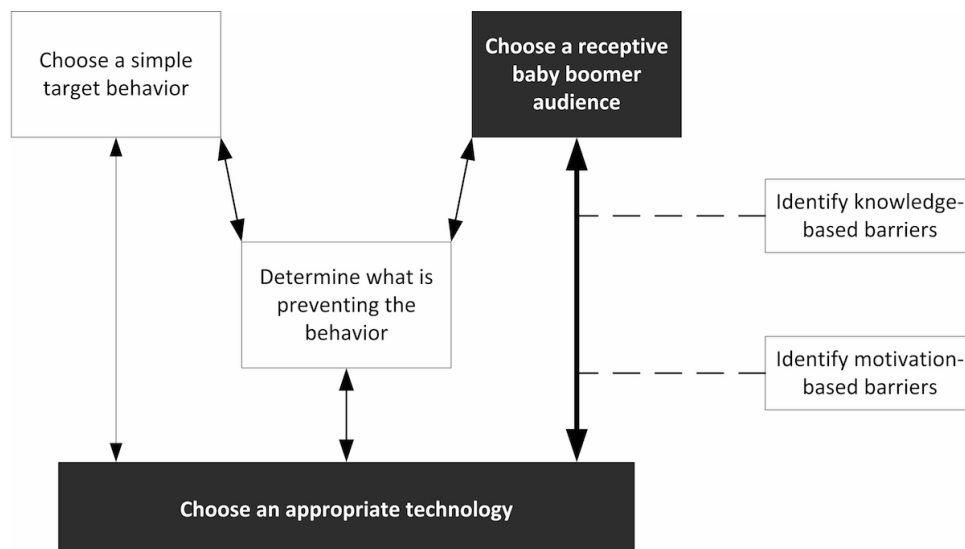 Choose a simple
target behavior
Choose a receptive
baby boomer
audience
Identify knowledge-
based barriers
Determine what is
preventing the
behavior
Identify motivation-
based barriers
Choose an appropriate technology